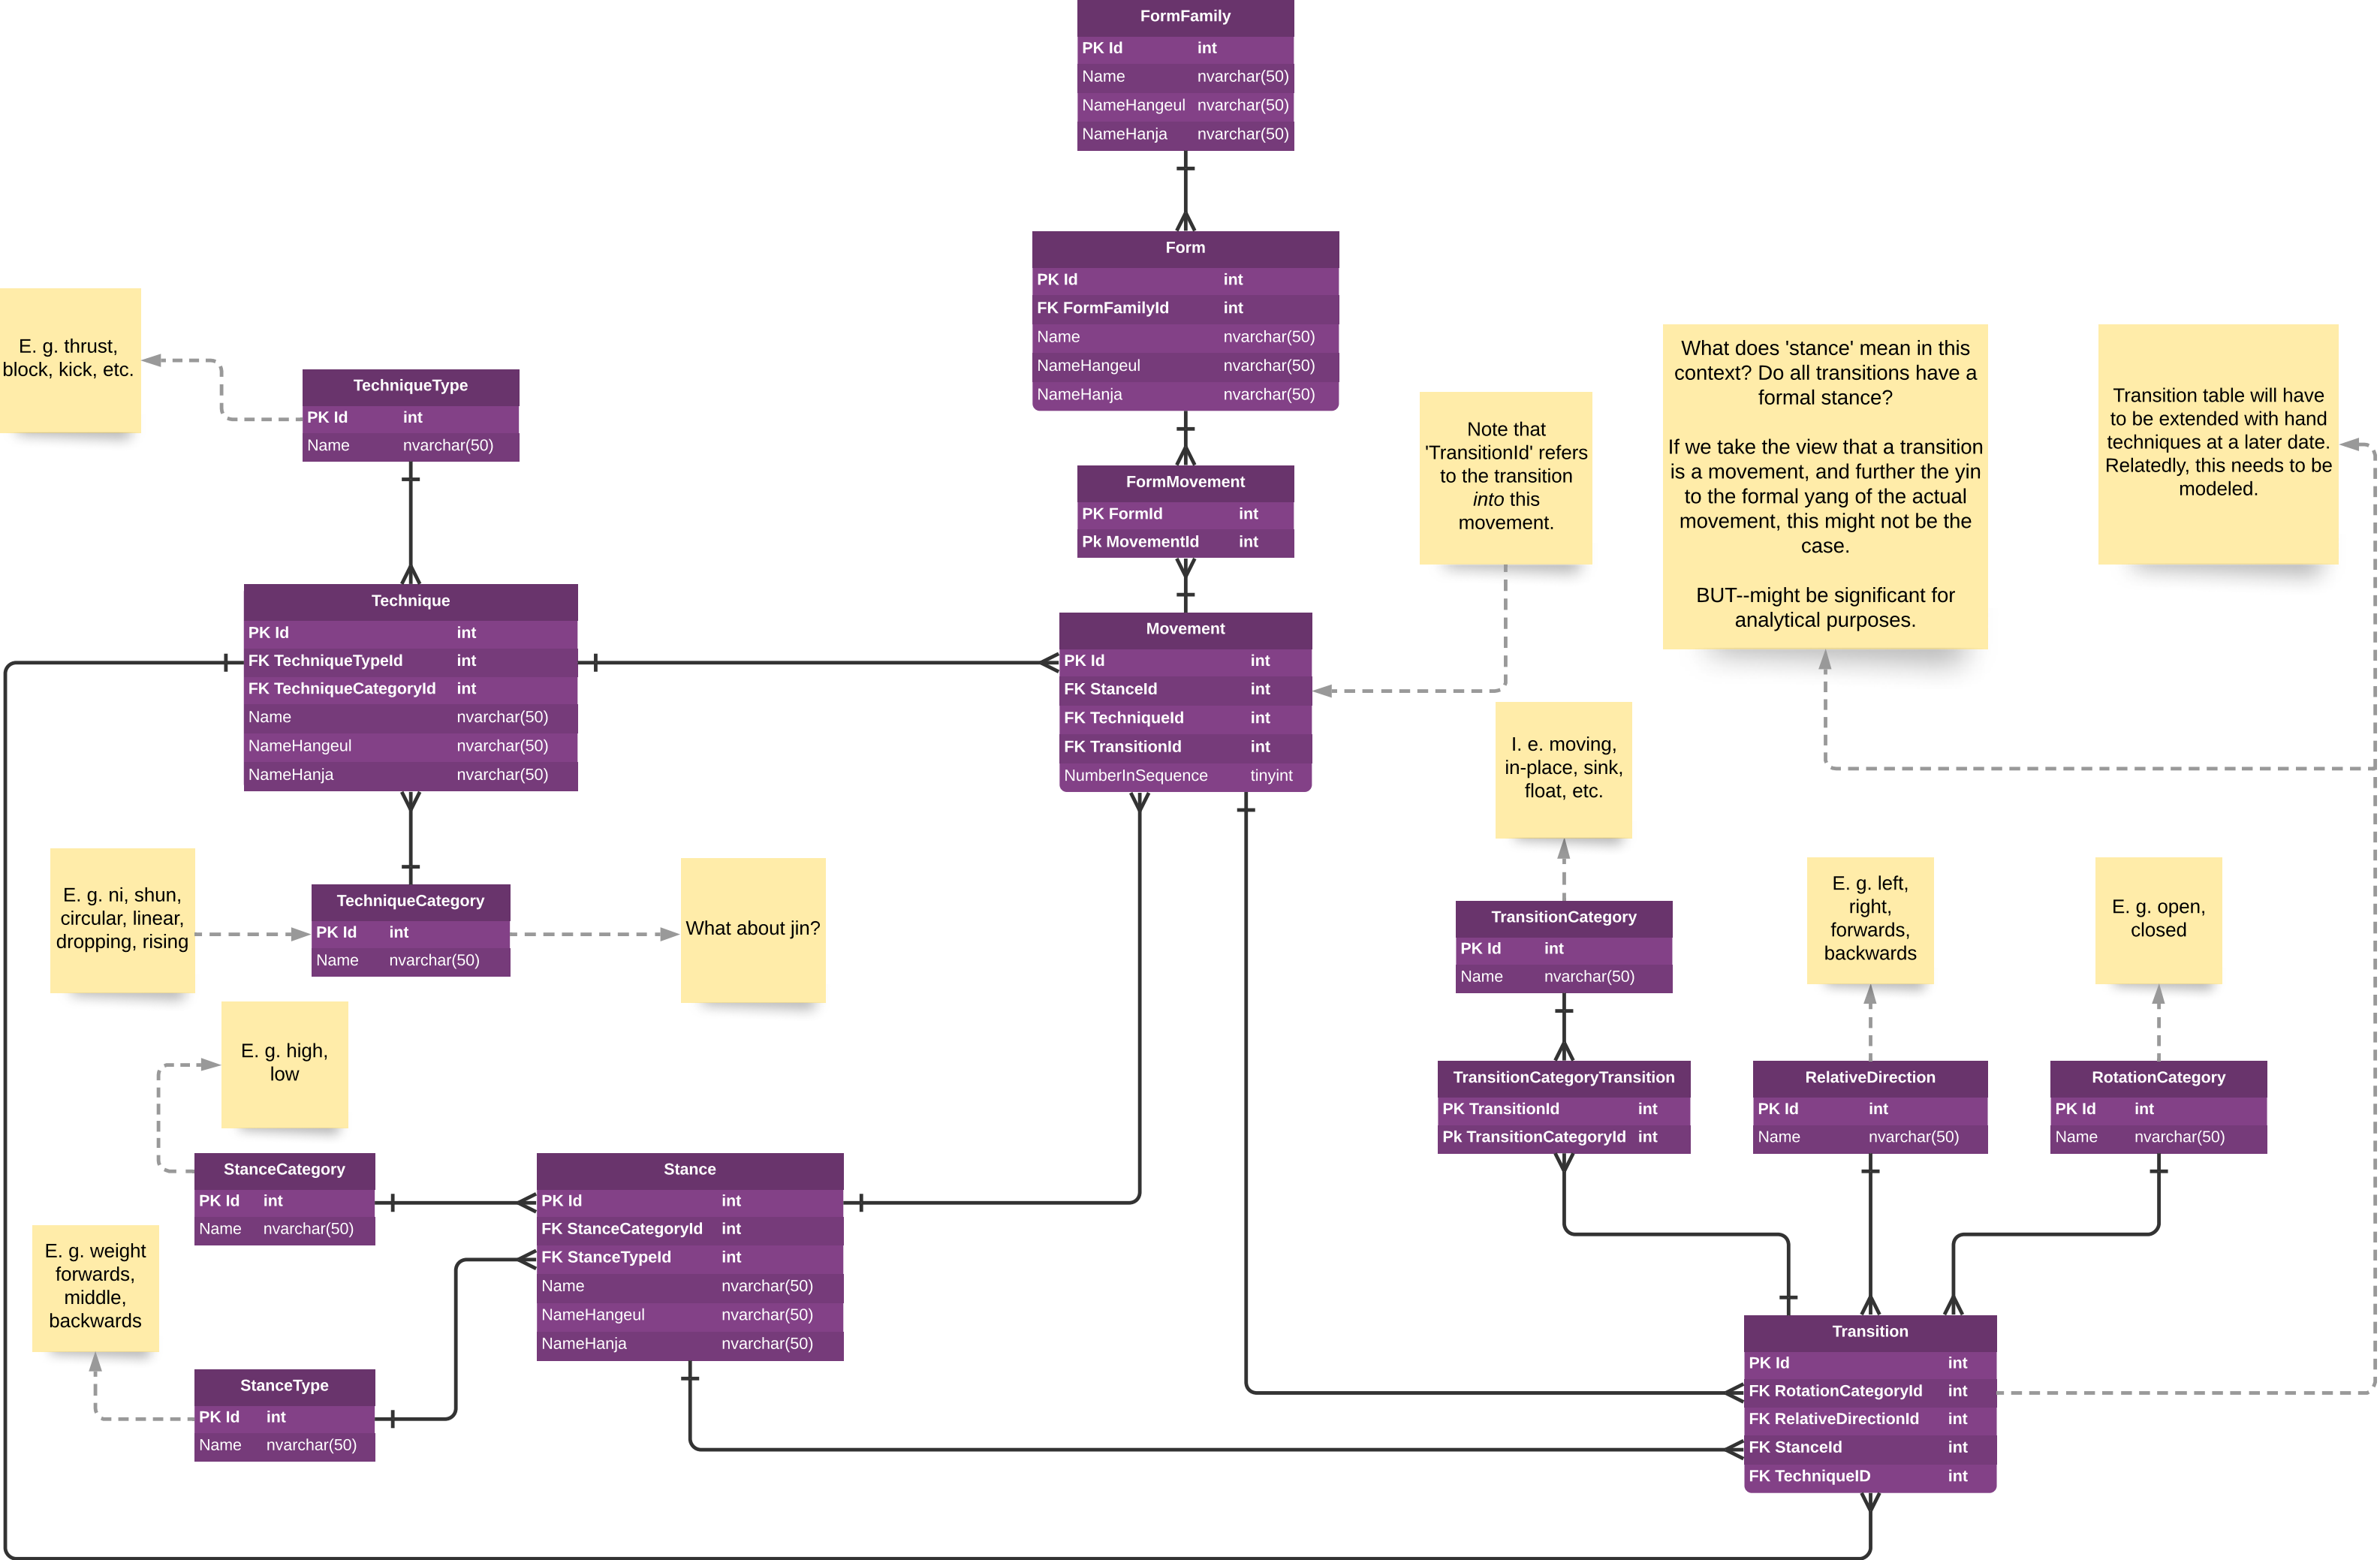 FormFamily
PK Id int
Name nvarchar(50)
NameHangeul nvarchar(50)
NameHanja nvarchar(50)
Form
PK Id int
FK FormFamilyId int
Name nvarchar(50)
NameHangeul nvarchar(50)
NameHanja nvarchar(50)
E. g. thrust,
block, kick, etc.
TechniqueType
PK Id int
Name nvarchar(50)
FormMovement
PK FormId int
Pk MovementId int
Note that
'TransitionId' refers
to the transition
into this
movement.
What does 'stance' mean in this
context? Do all transitions have a
formal stance?
If we take the view that a transition
is a movement, and further the yin
to the formal yang of the actual
movement, this might not be the
case.
BUT--might be significant for
analytical purposes.
Transition table will have
to be extended with hand
techniques at a later date.
Relatedly, this needs to be
modeled.
Technique
PK Id int
FK TechniqueTypeId int
FK TechniqueCategoryId int
Name nvarchar(50)
NameHangeul nvarchar(50)
NameHanja nvarchar(50)
Movement
PK Id int
FK StanceId int
FK TechniqueId int
FK TransitionId int
NumberInSequence tinyint
I. e. moving,
in-place, sink,
float, etc.
E. g. ni, shun,
circular, linear,
dropping, rising
TechniqueCategory
PK Id int
Name nvarchar(50)
What about jin?
TransitionCategory
PK Id int
Name nvarchar(50)
E. g. left,
right,
forwards,
backwards
E. g. open,
closed
E. g. high,
low
TransitionCategoryTransition
PK TransitionId int
Pk TransitionCategoryId int
RelativeDirection
PK Id int
Name nvarchar(50)
RotationCategory
PK Id int
Name nvarchar(50)
StanceCategory
PK Id int
Name nvarchar(50)
Stance
PK Id int
FK StanceCategoryId int
FK StanceTypeId int
Name nvarchar(50)
NameHangeul nvarchar(50)
NameHanja nvarchar(50)
E. g. weight
forwards,
middle,
backwards
StanceType
PK Id int
Name nvarchar(50)
Transition
PK Id int
FK RotationCategoryId int
FK RelativeDirectionId int
FK StanceId int
FK TechniqueID int